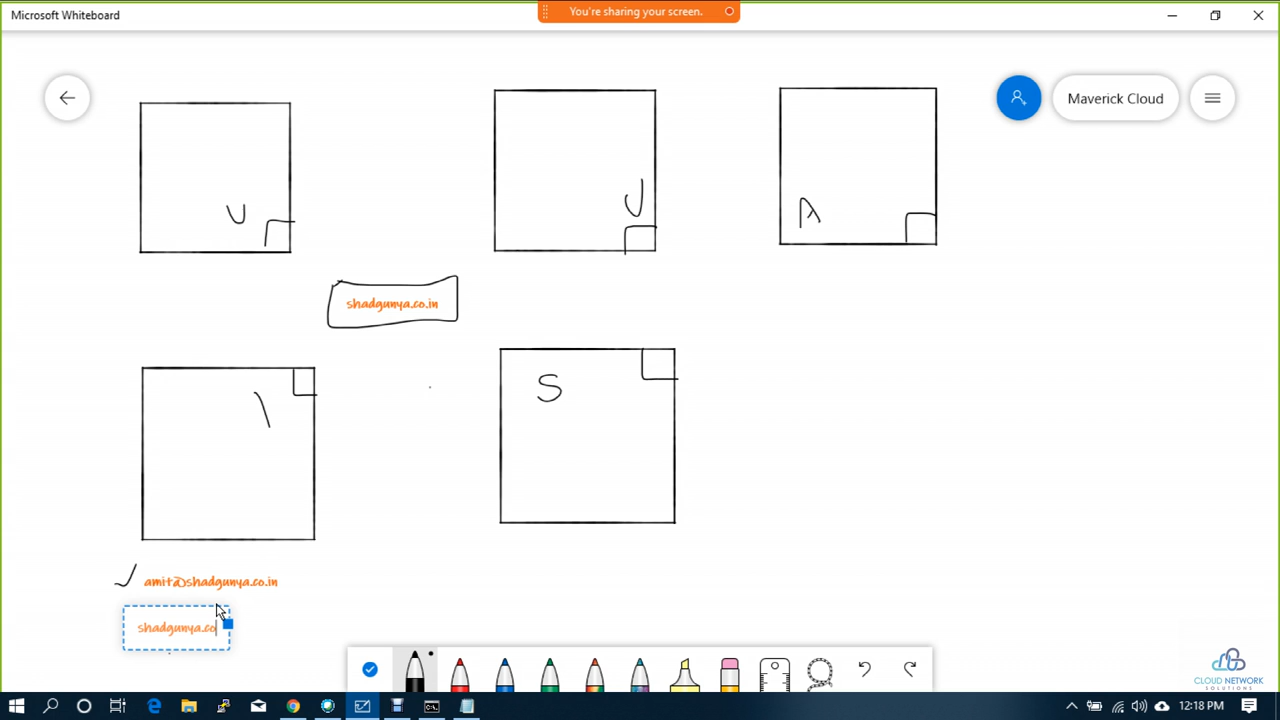 Microsoft Whiteboard
You're sharing your screen.
Maverick Cloud
U
U
A
shadgunya.co.in
\
S
✓ amit@shadgunya.co.in
shadgunya.co
CLOUD NETWORK
SOLUTIONS
12:18 PM